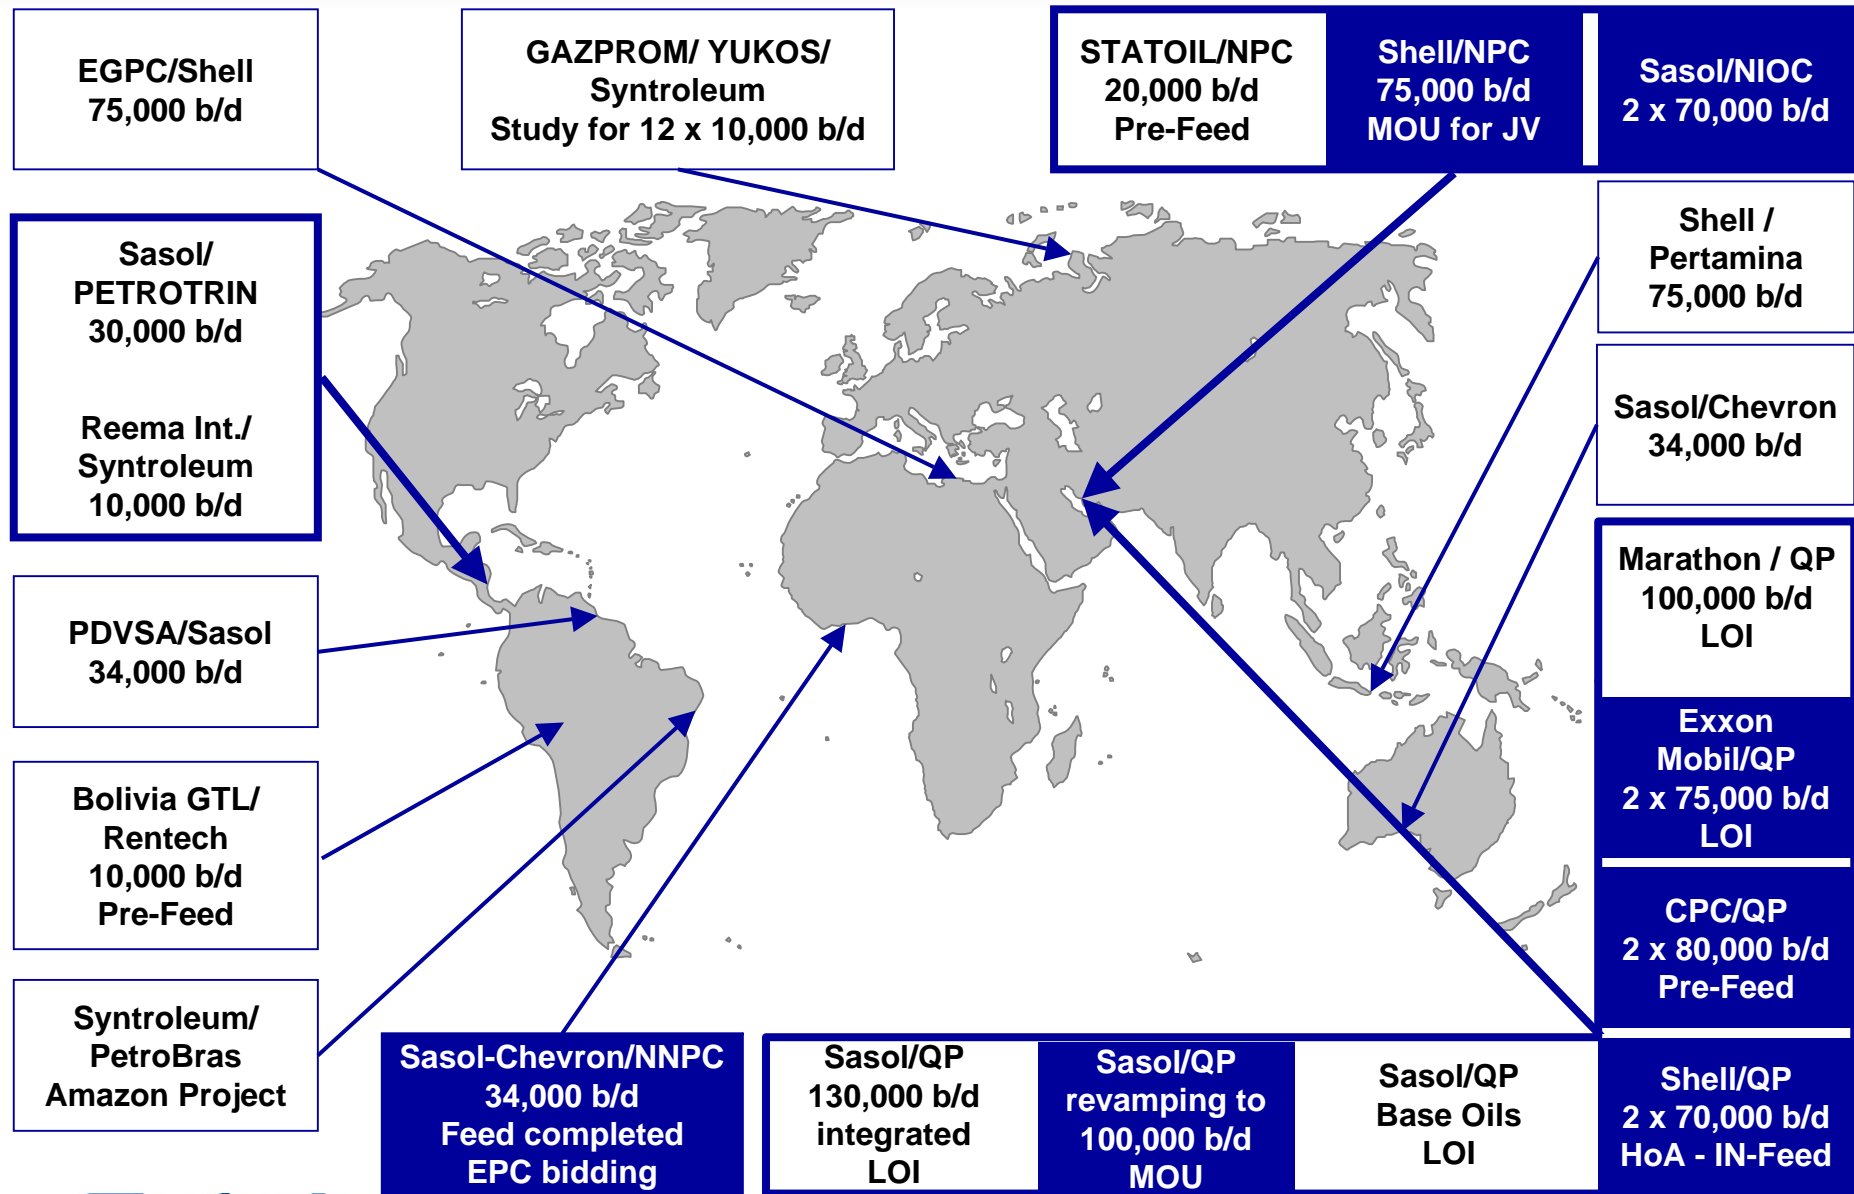 EGPC/Shell
75,000 b/d
GAZPROM/ YUKOS/
Syntroleum
Study for 12 x 10,000 b/d
STATOIL/NPC
20,000 b/d
Pre-Feed
Shell/NPC
75,000 b/d
MOU for JV
Sasol/NIOC
2 x 70,000 b/d
Sasol/
PETROTRIN
30,000 b/d
Reema Int./
Syntroleum
10,000 b/d
Shell /
Pertamina
75,000 b/d
Sasol/Chevron
34,000 b/d
Marathon / QP
100,000 b/d
LOI
PDVSA/Sasol
34,000 b/d
Exxon
Mobil/QP
2 x 75,000 b/d
LOI
Bolivia GTL/
Rentech
10,000 b/d
Pre-Feed
CPC/QP
2 x 80,000 b/d
Pre-Feed
Syntroleum/
PetroBras
Amazon Project
Sasol-Chevron/NNPC
34,000 b/d
Feed completed
EPC bidding
Sasol/QP
130,000 b/d
integrated
LOI
Sasol/QP
revamping to
100,000 b/d
MOU
Sasol/QP
Base Oils
LOI
Shell/QP
2 x 70,000 b/d
HoA - IN-Feed